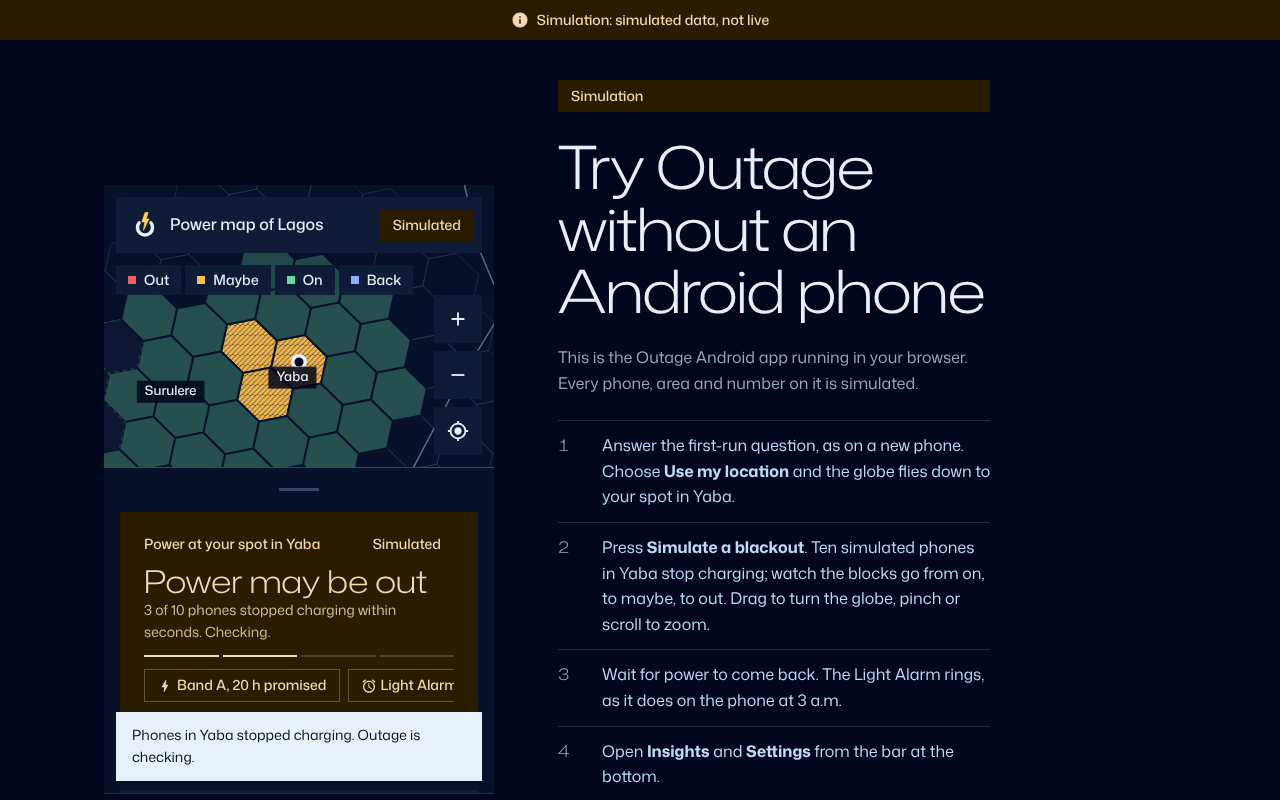 Simulation: simulated data, not live
Power map of Lagos
Simulated
Out
Maybe
On
Back
+
−
Yaba
Surulere
Power at your spot in Yaba
Simulated
Power may be out
3 of 10 phones stopped charging within
seconds. Checking.
Band A, 20 h promised
Light Alarm
Phones in Yaba stopped charging. Outage is
checking.
Simulation
Try Outage
without an
Android phone
This is the Outage Android app running in your browser.
Every phone, area and number on it is simulated.
1
Answer the first-run question, as on a new phone.
Choose Use my location and the globe flies down to
your spot in Yaba.
2
Press Simulate a blackout. Ten simulated phones
in Yaba stop charging; watch the blocks go from on,
to maybe, to out. Drag to turn the globe, pinch or
scroll to zoom.
3
Wait for power to come back. The Light Alarm rings,
as it does on the phone at 3 a.m.
4
Open Insights and Settings from the bar at the
bottom.